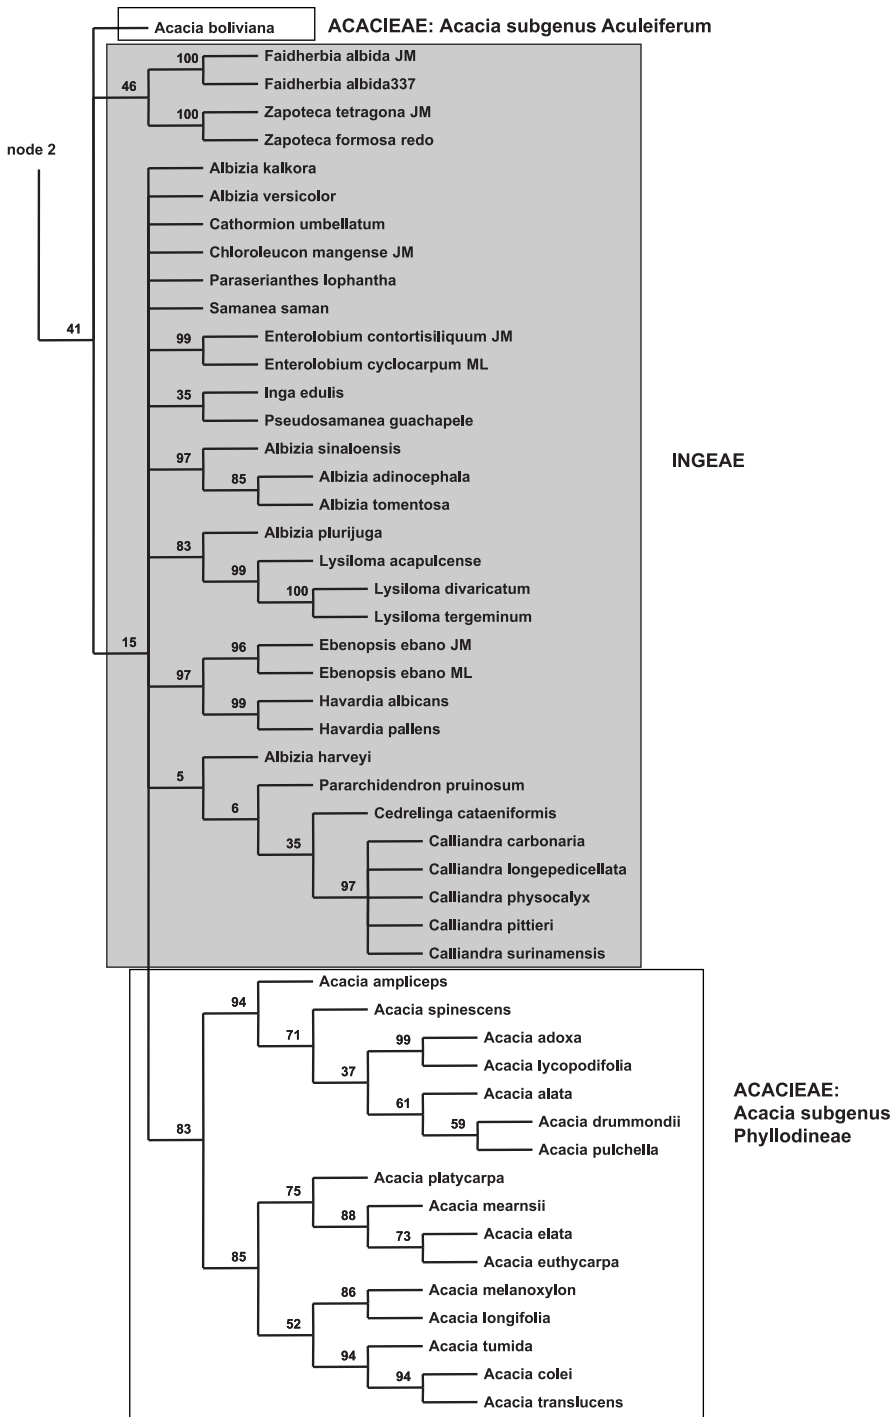 Acacia boliviana
ACACIEAE: Acacia subgenus Aculeiferum
100
Faidherbia albida JM
Faidherbia albida337
46
100
Zapoteca tetragona JM
Zapoteca formosa redo
node 2
Albizia kalkora
Albizia versicolor
Cathormion umbellatum
Chloroleucon mangense JM
Paraserianthes lophantha
Samanea saman
41
99
Enterolobium contortisiliquum JM
Enterolobium cyclocarpum ML
35
Inga edulis
Pseudosamanea guachapele
97
Albizia sinaloensis
85
Albizia adinocephala
Albizia tomentosa
INGEAE
83
Albizia plurijuga
99
Lysiloma acapulcense
100
Lysiloma divaricatum
Lysiloma tergeminum
15
97
96
Ebenopsis ebano JM
Ebenopsis ebano ML
99
Havardia albicans
Havardia pallens
5
Albizia harveyi
6
Pararchidendron pruinosum
35
Cedrelinga cataeniformis
97
Calliandra carbonaria
Calliandra longepedicellata
Calliandra physocalyx
Calliandra pittieri
Calliandra surinamensis
94
Acacia ampliceps
71
Acacia spinescens
37
99
Acacia adoxa
Acacia lycopodifolia
61
Acacia alata
59
Acacia drummondii
Acacia pulchella
ACACIEAE:
Acacia subgenus
Phyllodineae
83
75
Acacia platycarpa
88
Acacia mearnsii
73
Acacia elata
Acacia euthycarpa
85
86
Acacia melanoxylon
Acacia longifolia
52
94
Acacia tumida
94
Acacia colei
Acacia translucens